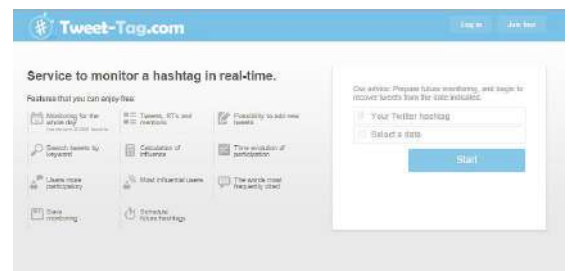 Tweet-Tag.com
Log in
Join free
Service to monitor a hashtag in real-time.
Features that you can enjoy free:
Monitoring for the whole day
Tweets, RTs and mentions
Possibility to add new tweets
Search tweets by keyword
Calculation of influence
Time evolution of participation
Users more participatory
Most influential users
The words most frequently cited
Save monitoring
Schedule future hashtags
Our advice: Prepare future monitoring, and begin to
recover tweets from the date indicated.
Your Twitter hashtag
Select a date
Start